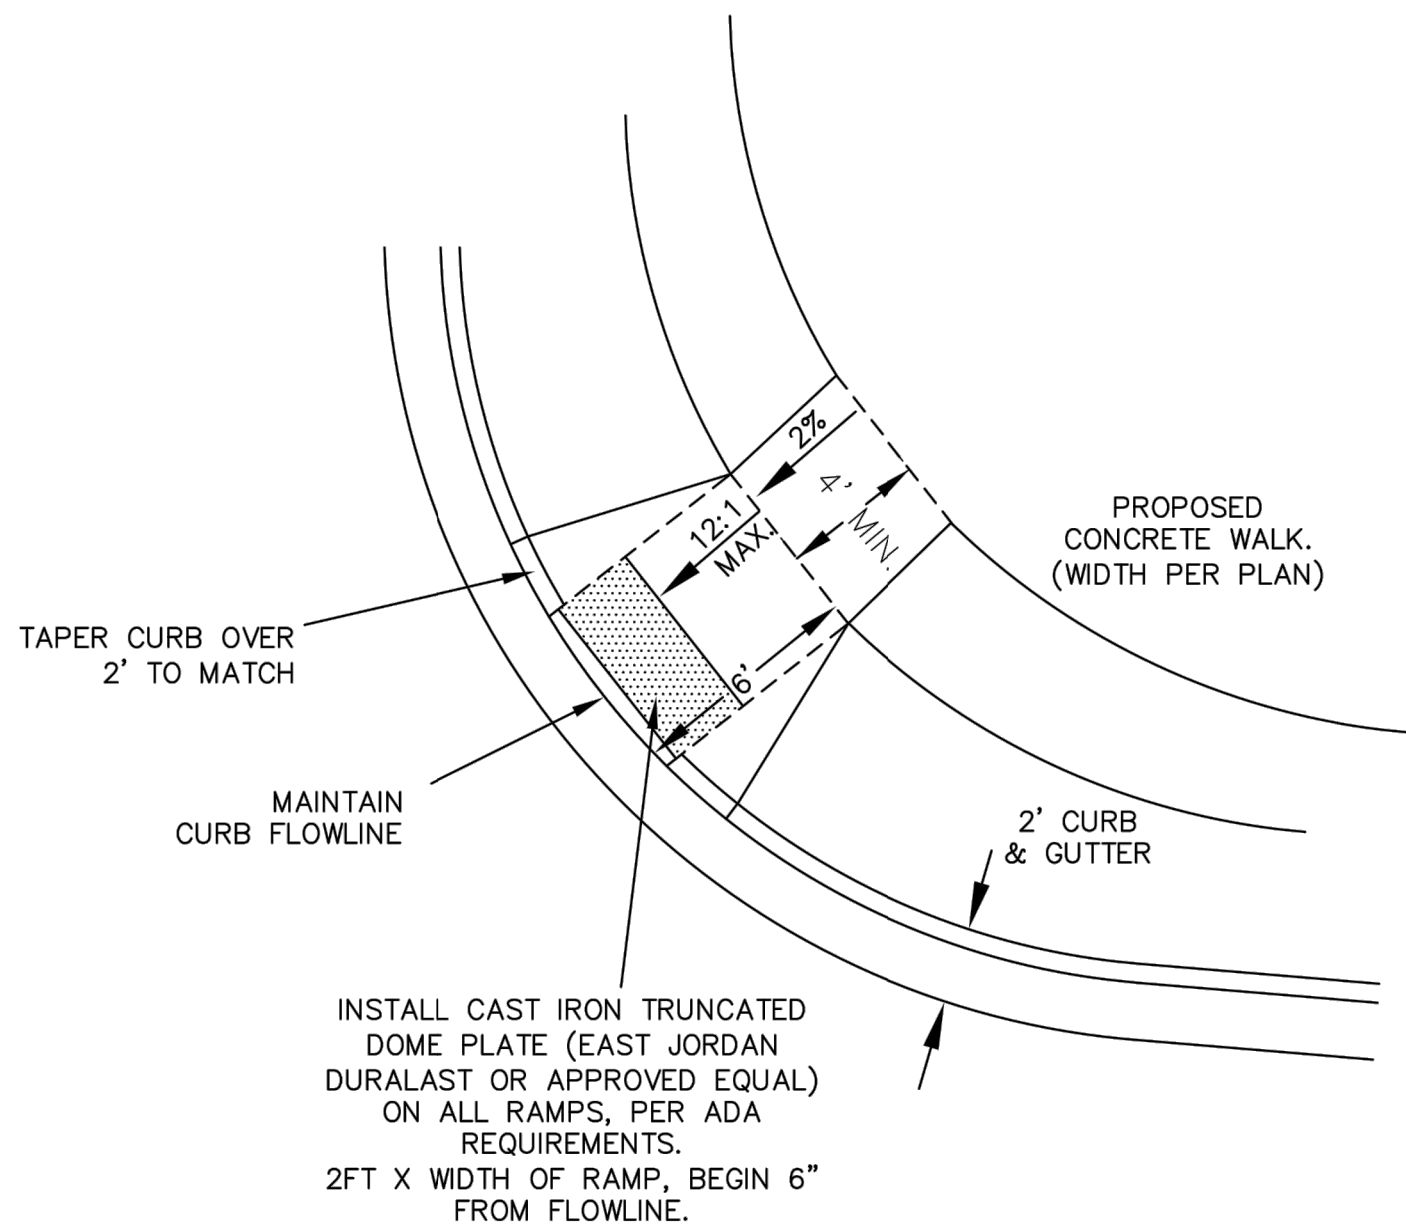 2%
4'
MIN.
12:1
MAX.
6'
PROPOSED
CONCRETE WALK.
(WIDTH PER PLAN)
TAPER CURB OVER
2' TO MATCH
MAINTAIN
CURB FLOWLINE
2' CURB
& GUTTER
INSTALL CAST IRON TRUNCATED
DOME PLATE (EAST JORDAN
DURALAST OR APPROVED EQUAL)
ON ALL RAMPS, PER ADA
REQUIREMENTS.
2FT X WIDTH OF RAMP, BEGIN 6"
FROM FLOWLINE.